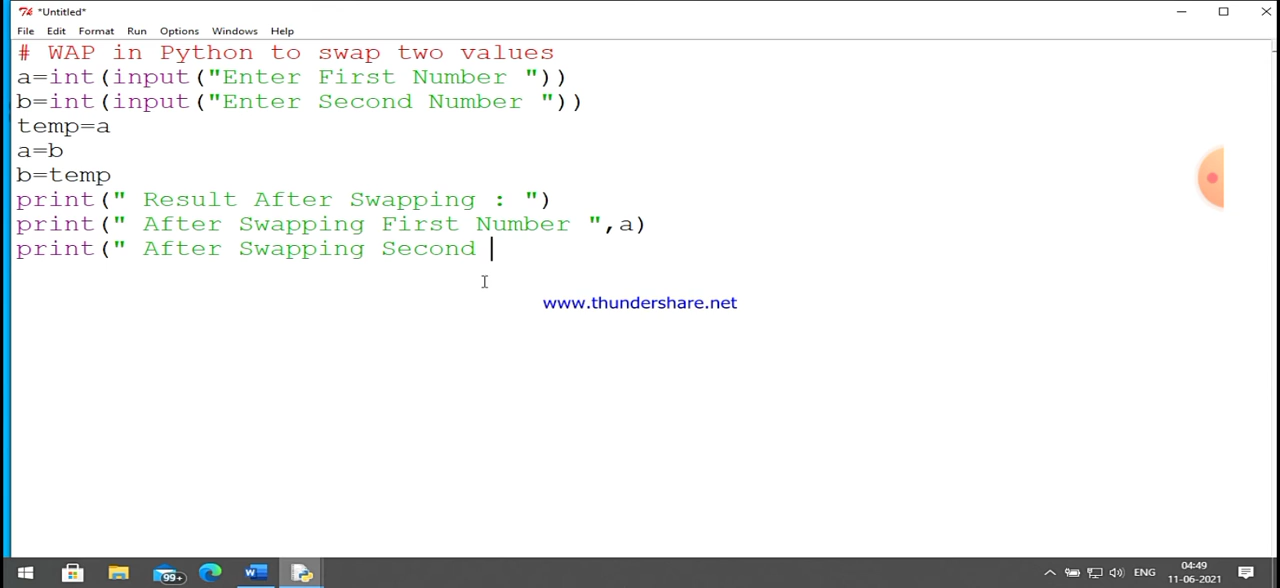 *Untitled*
File Edit Format Run Options Windows Help
# WAP in Python to swap two values
a=int(input("Enter First Number "))
b=int(input("Enter Second Number "))
temp=a
a=b
b=temp
print(" Result After Swapping : ")
print(" After Swapping First Number ",a)
print(" After Swapping Second
www.thundershare.net
99+
W
ENG
04:49
11-06-2021